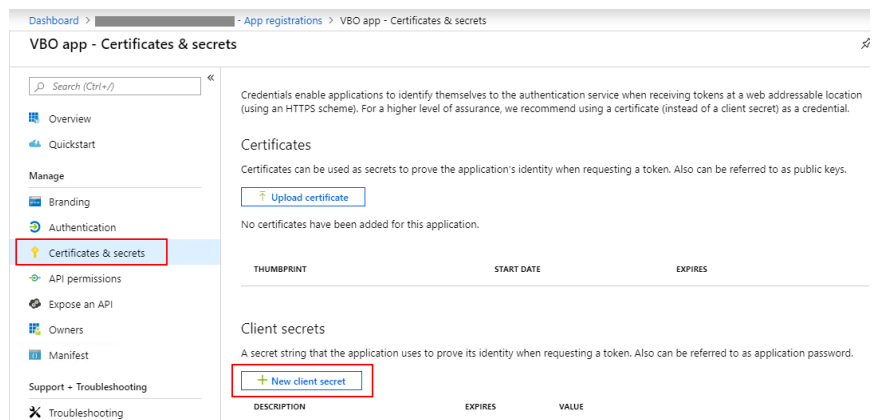 Dashboard > - App registrations > VBO app - Certificates & secrets
VBO app - Certificates & secrets
Search (Ctrl+/)
«
Overview
Quickstart
Manage
Branding
Authentication
Certificates & secrets
API permissions
Expose an API
Owners
Manifest
Support + Troubleshooting
Troubleshooting
Credentials enable applications to identify themselves to the authentication service when receiving tokens at a web addressable location
(using an HTTPS scheme). For a higher level of assurance, we recommend using a certificate (instead of a client secret) as a credential.
Certificates
Certificates can be used as secrets to prove the application's identity when requesting a token. Also can be referred to as public keys.
Upload certificate
No certificates have been added for this application.
THUMBPRINT START DATE EXPIRES
Client secrets
A secret string that the application uses to prove its identity when requesting a token. Also can be referred to as application password.
+ New client secret
DESCRIPTION EXPIRES VALUE